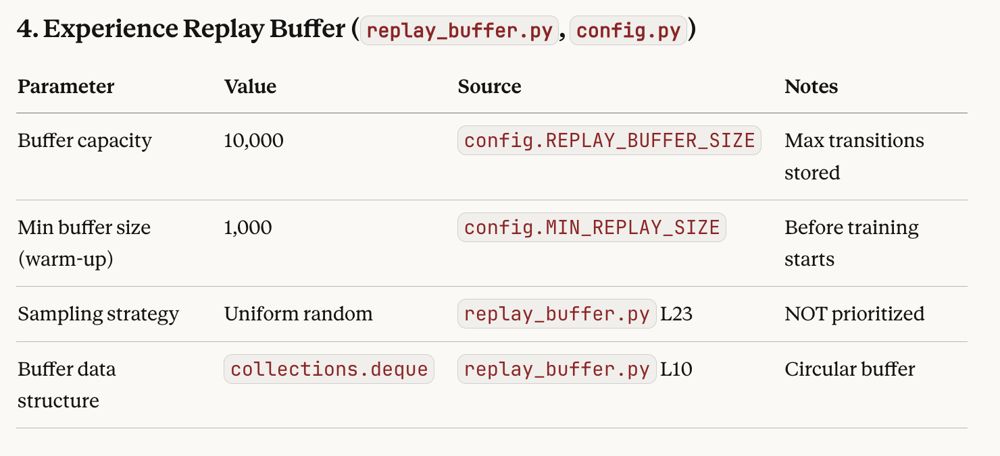 4. Experience Replay Buffer (replay_buffer.py, config.py)
Parameter Value Source Notes
Buffer capacity 10,000 config.REPLAY_BUFFER_SIZE Max transitions
stored
Min buffer size 1,000 config.MIN_REPLAY_SIZE Before training
(warm-up) starts
Sampling strategy Uniform random replay_buffer.py L23 NOT prioritized
Buffer data collections.deque replay_buffer.py L10 Circular buffer
structure